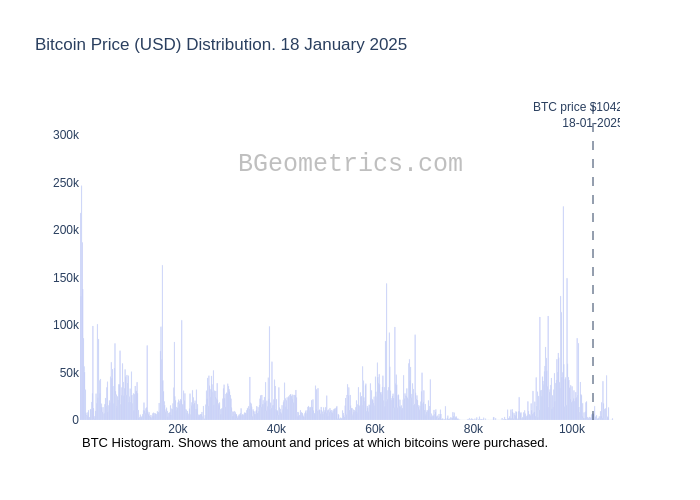 Bitcoin Price (USD) Distribution. 18 January 2025
BTC price $1042
18-01-2025
300k
BGeometrics.com
250k
200k
150k
100k
50k
0
20k 40k 60k 80k 100k
BTC Histogram. Shows the amount and prices at which bitcoins were purchased.